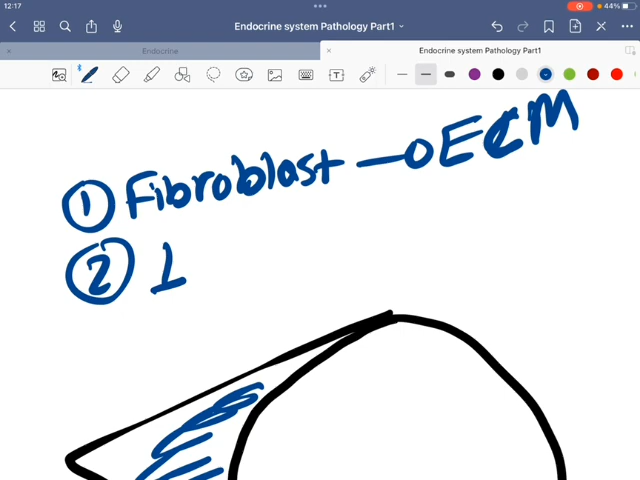 12:17
44%
Endocrine system Pathology Part1
Endocrine
Endocrine system Pathology Part1
① Fibroblast —o ECM
② L